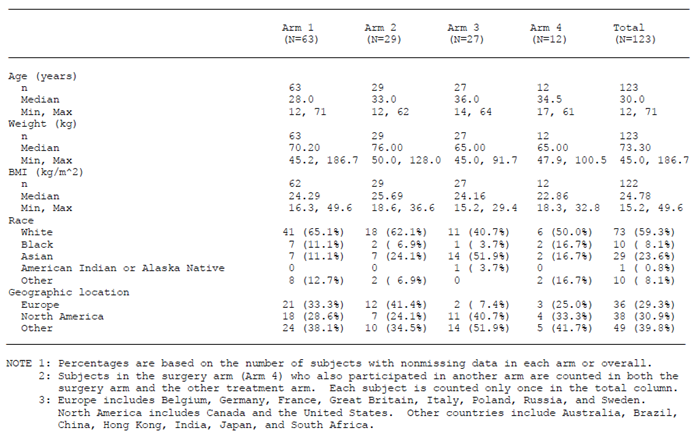 Arm 1 Arm 2 Arm 3 Arm 4 Total
(N=63) (N=29) (N=27) (N=12) (N=123)
Age (years)
n 63 29 27 12 123
Median 28.0 33.0 36.0 34.5 30.0
Min, Max 12, 71 12, 62 14, 64 17, 61 12, 71
Weight (kg)
n 63 29 27 12 123
Median 70.20 76.00 65.00 65.00 73.30
Min, Max 45.2, 186.7 50.0, 128.0 45.0, 91.7 47.9, 100.5 45.0, 186.7
BMI (kg/m^2)
n 62 29 27 12 122
Median 24.29 25.69 24.16 22.86 24.78
Min, Max 16.3, 49.6 18.6, 36.6 15.2, 29.4 18.3, 32.8 15.2, 49.6
Race
White 41 (65.1%) 18 (62.1%) 11 (40.7%) 6 (50.0%) 73 (59.3%)
Black 7 (11.1%) 2 ( 6.9%) 1 ( 3.7%) 2 (16.7%) 10 ( 8.1%)
Asian 7 (11.1%) 7 (24.1%) 14 (51.9%) 2 (16.7%) 29 (23.6%)
American Indian or Alaska Native 0 0 1 ( 3.7%) 0 1 ( 0.8%)
Other 8 (12.7%) 2 ( 6.9%) 0 2 (16.7%) 10 ( 8.1%)
Geographic location
Europe 21 (33.3%) 12 (41.4%) 2 ( 7.4%) 3 (25.0%) 36 (29.3%)
North America 18 (28.6%) 7 (24.1%) 11 (40.7%) 4 (33.3%) 38 (30.9%)
Other 24 (38.1%) 10 (34.5%) 14 (51.9%) 5 (41.7%) 49 (39.8%)
NOTE 1: Percentages are based on the number of subjects with nonmissing data in each arm or overall.
2: Subjects in the surgery arm (Arm 4) who also participated in another arm are counted in both the
surgery arm and the other treatment arm. Each subject is counted only once in the total column.
3: Europe includes Belgium, Germany, France, Great Britain, Italy, Poland, Russia, and Sweden.
North America includes Canada and the United States. Other countries include Australia, Brazil,
China, Hong Kong, India, Japan, and South Africa.